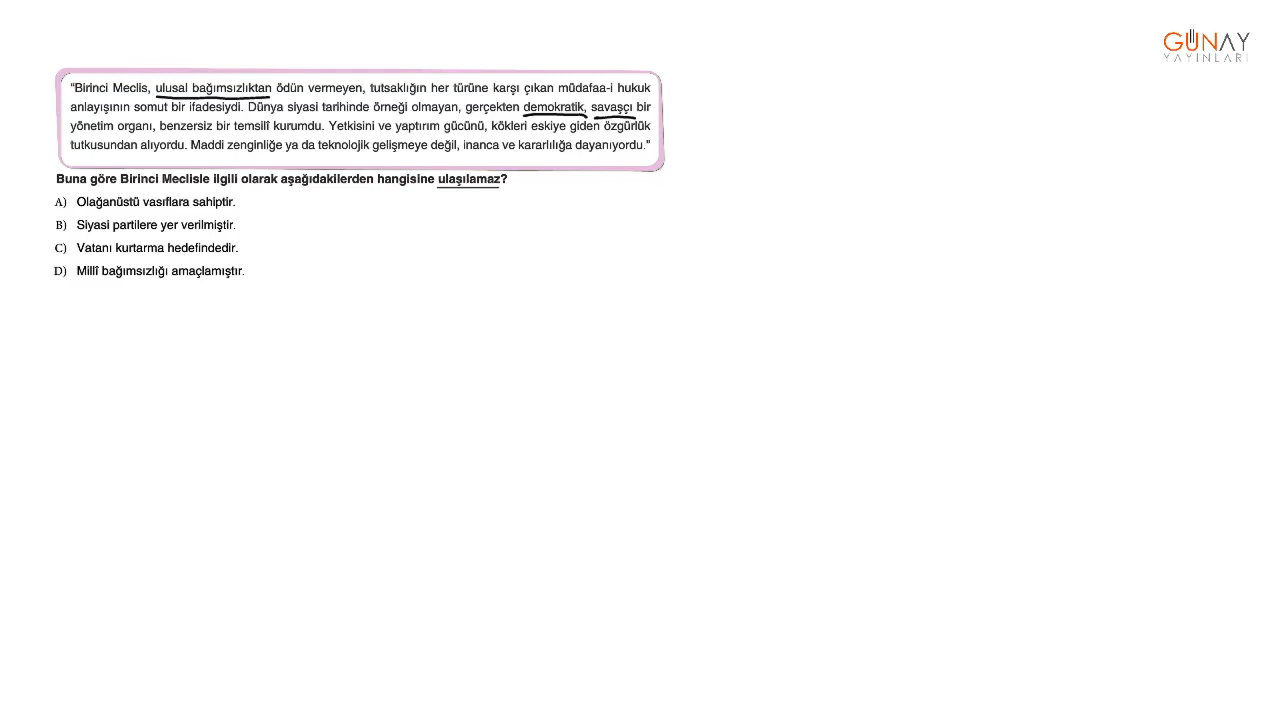 GÜNAY
YAYINLARI
"Birinci Meclis, ulusal bağımsızlıktan ödün vermeyen, tutsaklığın her türüne karşı çıkan müdafaa-i hukuk
anlayışının somut bir ifadesiydi. Dünya siyasi tarihinde örneği olmayan, gerçekten demokratik, savaşçı bir
yönetim organı, benzersiz bir temsilî kurumdu. Yetkisini ve yaptırım gücünü, kökleri eskiye giden özgürlük
tutkusundan alıyordu. Maddi zenginliğe ya da teknolojik gelişmeye değil, inanca ve kararlılığa dayanıyordu."
Buna göre Birinci Meclisle ilgili olarak aşağıdakilerden hangisine ulaşılamaz?
A) Olağanüstü vasıflara sahiptir.
B) Siyasi partilere yer verilmiştir.
C) Vatanı kurtarma hedefindedir.
D) Millî bağımsızlığı amaçlamıştır.